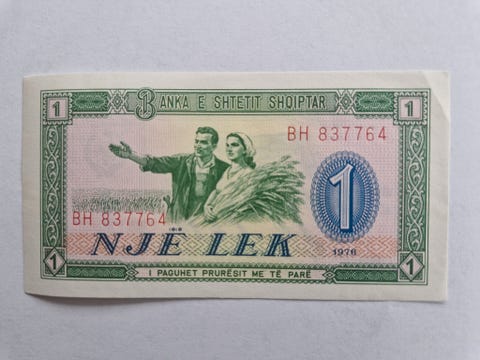 1 BANKA E SHTETIT SHQIPTAR 1
BH 837764
1
BH 837764
NJË LEK
1976
1 I PAGUHET PRURËSIT ME TË PARË 1